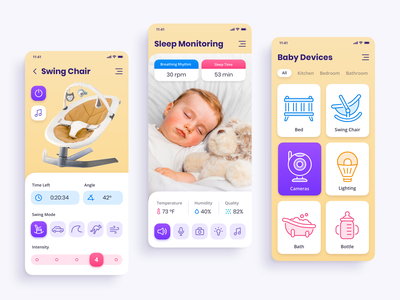 11:41
Swing Chair
Time Left
Angle
0:20:34
42°
Swing Mode
Intensity
4
11:41
Sleep Monitoring
Breathing Rhythm
Sleep Time
30 rpm
53 min
Temperature
Humidity
Quality
73 °F
40%
82%
11:41
Baby Devices
All
Kitchen
Bedroom
Bathroom
Bed
Swing Chair
Cameras
Lighting
Bath
Bottle